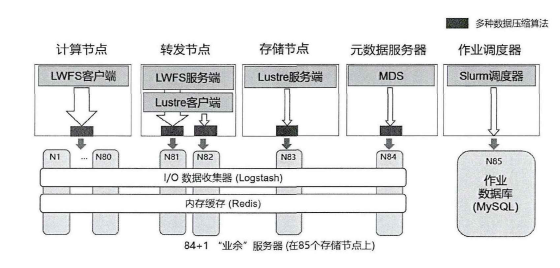 多种数据压缩算法
计算节点 转发节点 存储节点 元数据服务器 作业调度器
LWFS客户端 LWFS服务端 Lustre服务端 MDS Slurm调度器
Lustre客户端
N1 ... N80 N81 N82 N83 N84 N85
I/O 数据收集器 (Logstash)
内存缓存 (Redis)
作业
数据库
(MySQL)
84+1 “业余”服务器 (在85个存储节点上)